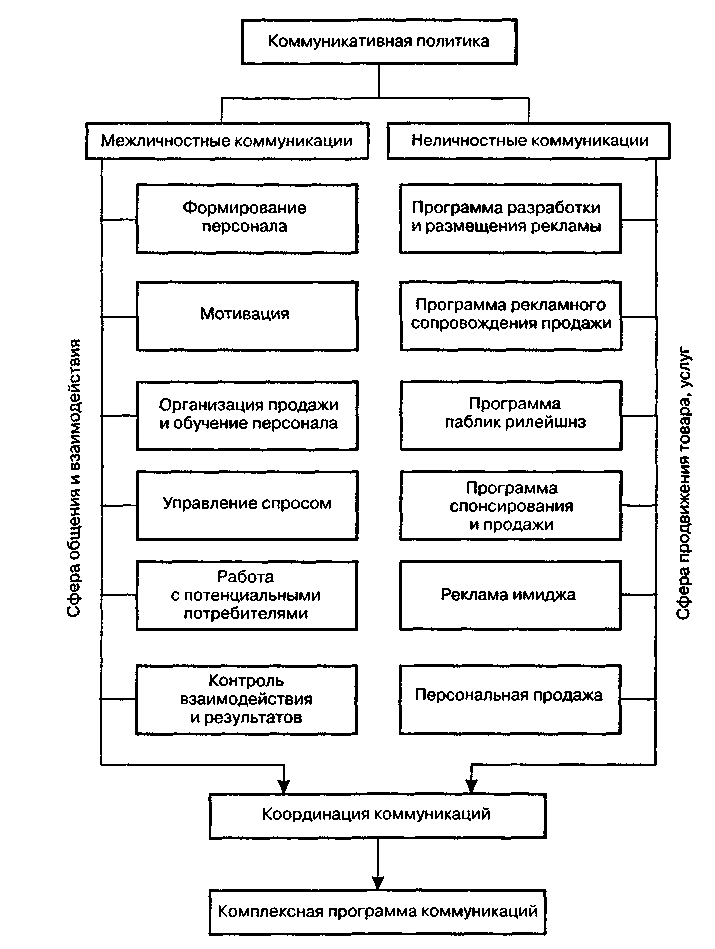 Коммуникативная политика
Межличностные коммуникации
Неличностные коммуникации
Сфера общения и взаимодействия
Формирование
персонала
Мотивация
Организация продажи
и обучение персонала
Управление спросом
Работа
с потенциальными
потребителями
Контроль
взаимодействия
и результатов
Программа разработки
и размещения рекламы
Программа рекламного
сопровождения продажи
Программа
паблик рилейшнз
Программа
спонсирования
и продажи
Реклама имиджа
Персональная продажа
Сфера продвижения товара, услуг
Координация коммуникаций
Комплексная программа коммуникаций